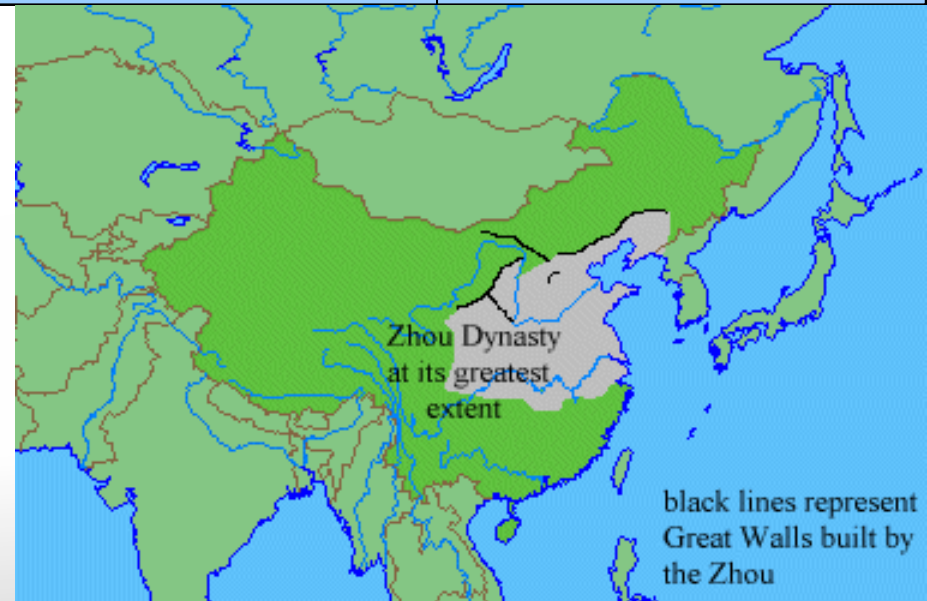 Zhou Dynasty
at its greatest
extent
black lines represent
Great Walls built by
the Zhou